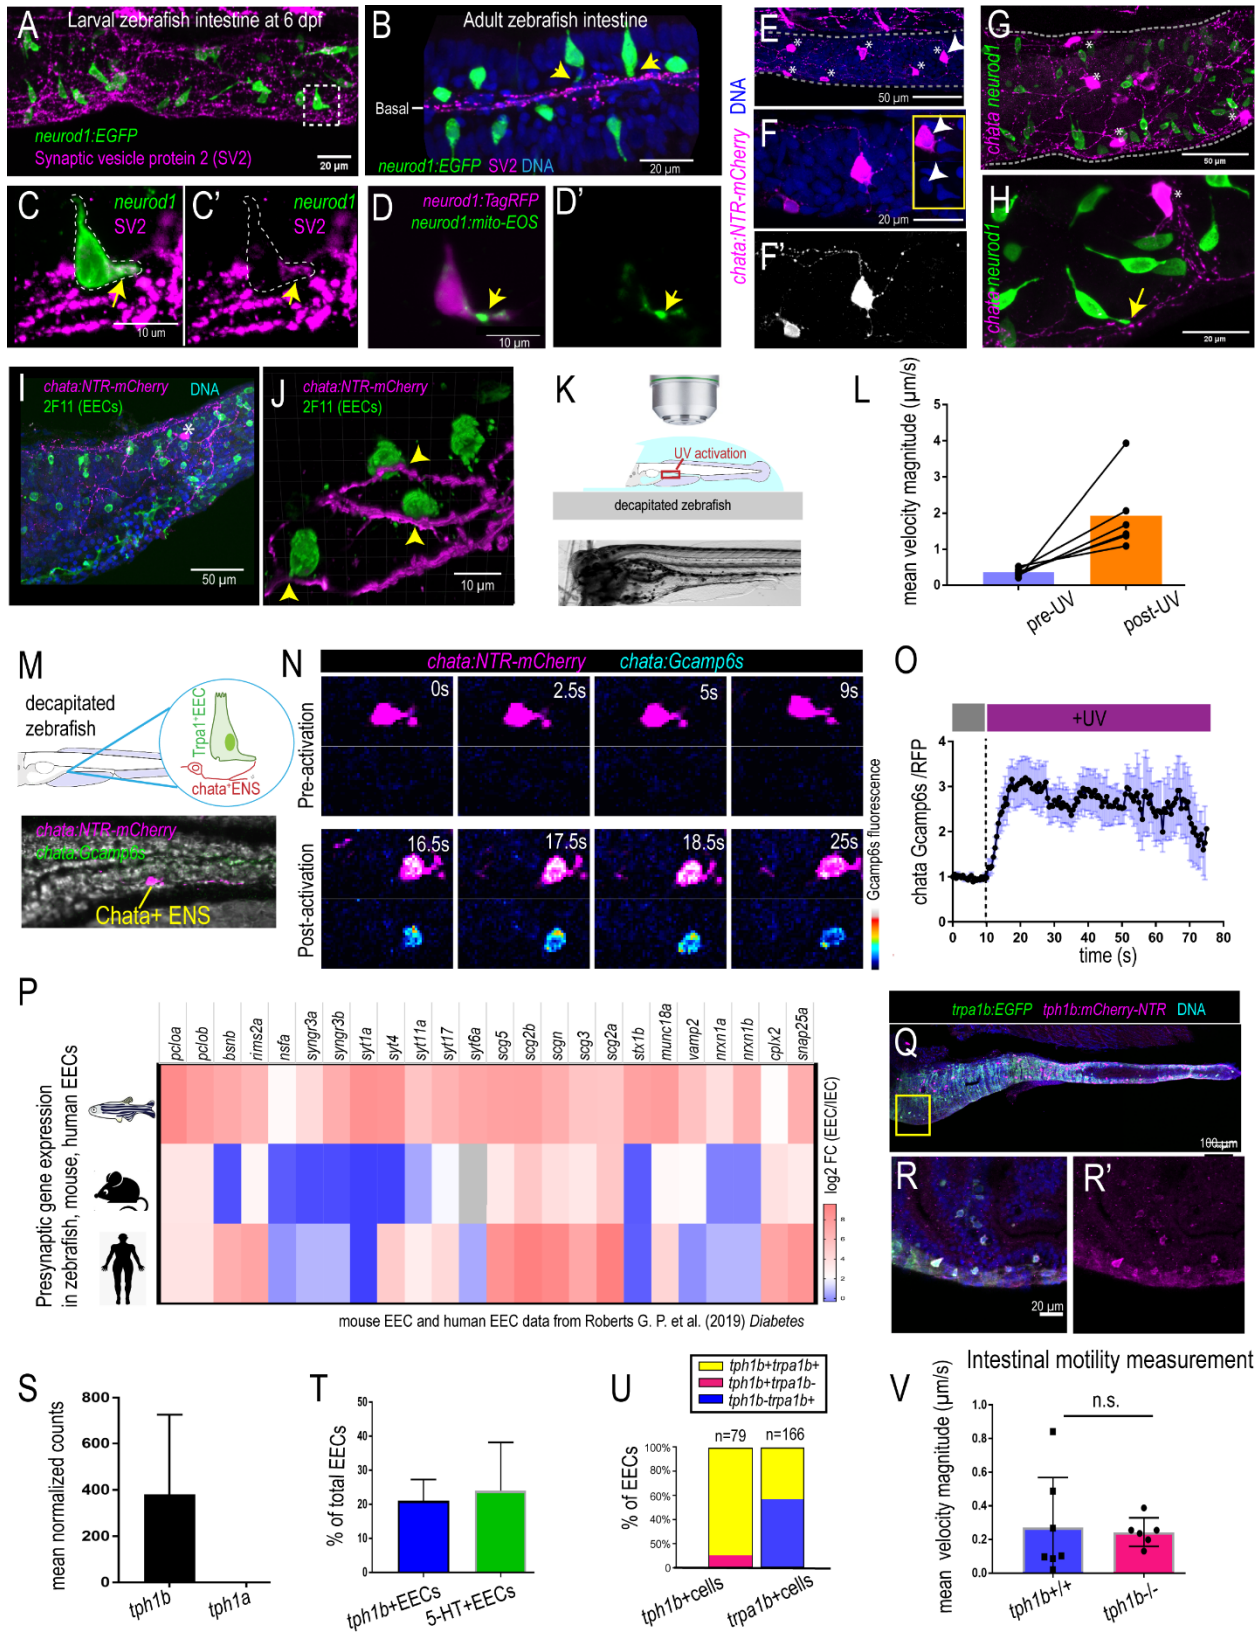 A
Larval zebrafish intestine at 6 dpf
neurod1:EGFP
Synaptic vesicle protein 2 (SV2)
20 µm
B
Adult zebrafish intestine
Basal
neurod1:EGFP SV2 DNA
20 µm
C
neurod1
SV2
10 um
C'
neurod1
SV2
D
neurod1:TagRFP
neurod1:mito-EOS
10 µm
D'
chata:NTR-mCherry DNA
E
* * * * * *
50 µm
F
20 µm
F'
G
chata neurod1
* * * *
50 µm
H
chata neurod1
*
20 µm
I
chata:NTR-mCherry
DNA
2F11 (EECs)
*
50 µm
J
chata:NTR-mCherry
2F11 (EECs)
10 µm
K
UV activation
decapitated zebrafish
L
mean velocity magnitude (µm/s)
5
4
3
2
1
0
pre-UV
post-UV
M
decapitated
zebrafish
Trpa1+EEC
chata+ENS
chata:NTR-mCherry
chata:Gcamp6s
Chata+ ENS
N
chata:NTR-mCherry chata:Gcamp6s
Pre-activation
0s
2.5s
5s
9s
Post-activation
16.5s
17.5s
18.5s
25s
Gcamp6s fluorescence
O
+UV
chata Gcamp6s /RFP
4
3
2
1
0
0 10 20 30 40 50 60 70 80
time (s)
P
pcloa pclob bsnb rims2a nsfa syngr3a syngr3b syt1a syt4 syt11a syt17 syt6a scg5 scg2b scgn scg3 scg2a stx1b munc18a vamp2 nrxn1a nrxn1b cplx2 snap25a
Presynaptic gene expression
in zebrafish, mouse, human EECs
log2 FC (EEC/IEC)
8
6
4
2
0
mouse EEC and human EEC data from Roberts G. P. et al. (2019) Diabetes
trpa1b:EGFP tph1b:mCherry-NTR DNA
Q
100 µm
R
20 µm
R'
S
mean normalized counts
800
600
400
200
0
tph1b
tph1a
T
% of total EECs
50
40
30
20
10
0
tph1b+EECs
5-HT+EECs
U
tph1b+trpa1b+
tph1b+trpa1b-
tph1b-trpa1b+
n=79
n=166
% of EECs
100%
80%
60%
40%
20%
50%
0
tph1b+cells
trpa1b+cells
V
Intestinal motility measurement
n.s.
mean velocity magnitude (µm/s)
1.0
0.8
0.6
0.4
0.2
0.0
tph1b+/+
tph1b-/-